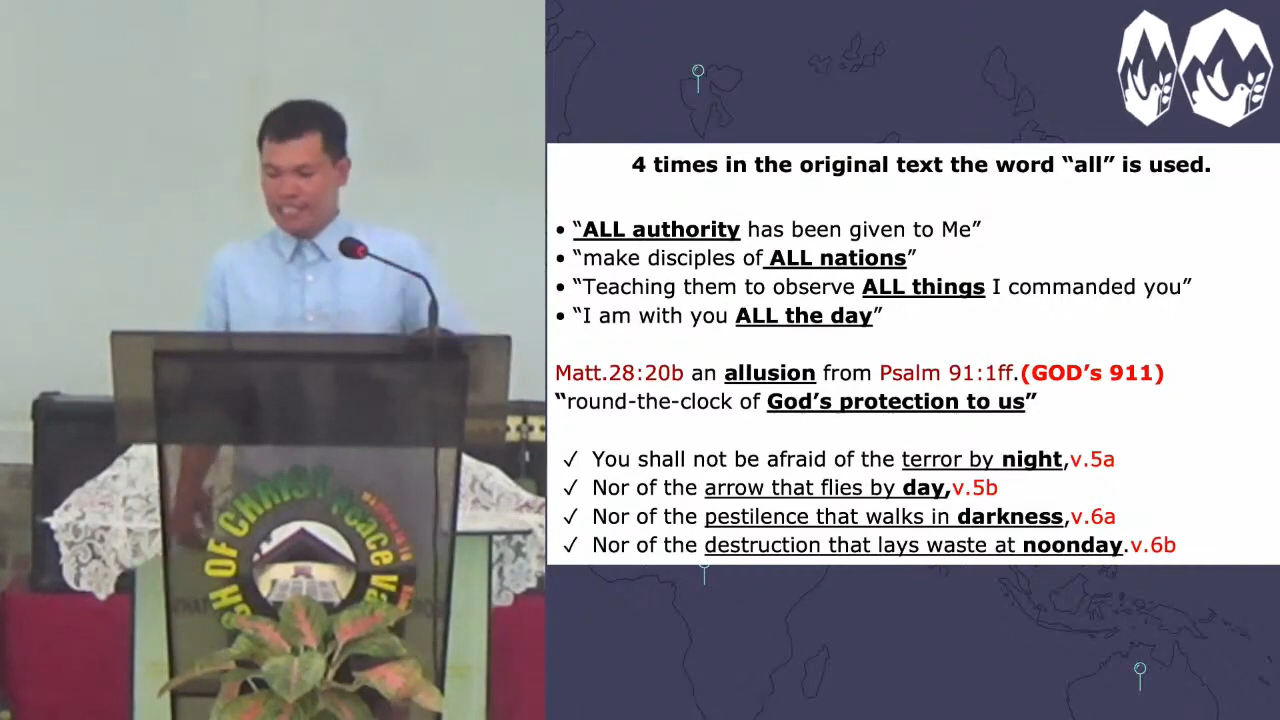 4 times in the original text the word “all” is used.
• “ALL authority has been given to Me”
• “make disciples of ALL nations”
• “Teaching them to observe ALL things I commanded you”
• “I am with you ALL the day”
Matt.28:20b an allusion from Psalm 91:1ff.(GOD’s 911)
“round-the-clock of God’s protection to us”
✓ You shall not be afraid of the terror by night,v.5a
✓ Nor of the arrow that flies by day,v.5b
✓ Nor of the pestilence that walks in darkness,v.6a
✓ Nor of the destruction that lays waste at noonday.v.6b
OF CHRIST Peace
WHAT